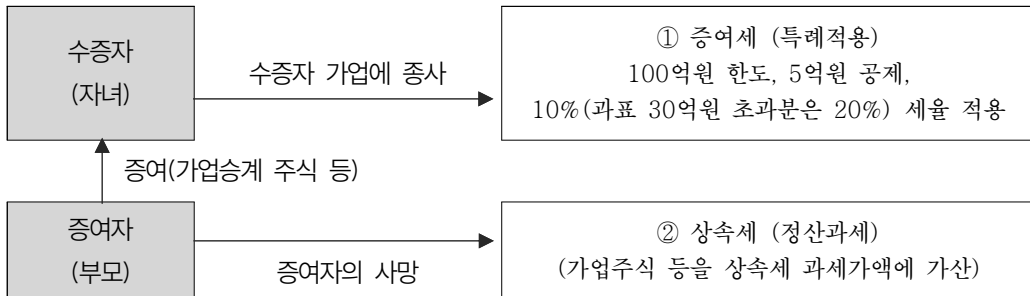 수증자
(자녀)
수증자 가업에 종사
① 증여세 (특례적용)
100억원 한도, 5억원 공제,
10%(과표 30억원 초과분은 20%) 세율 적용
증여(가업승계 주식 등)
증여자
(부모)
증여자의 사망
② 상속세 (정산과세)
(가업주식 등을 상속세 과세가액에 가산)